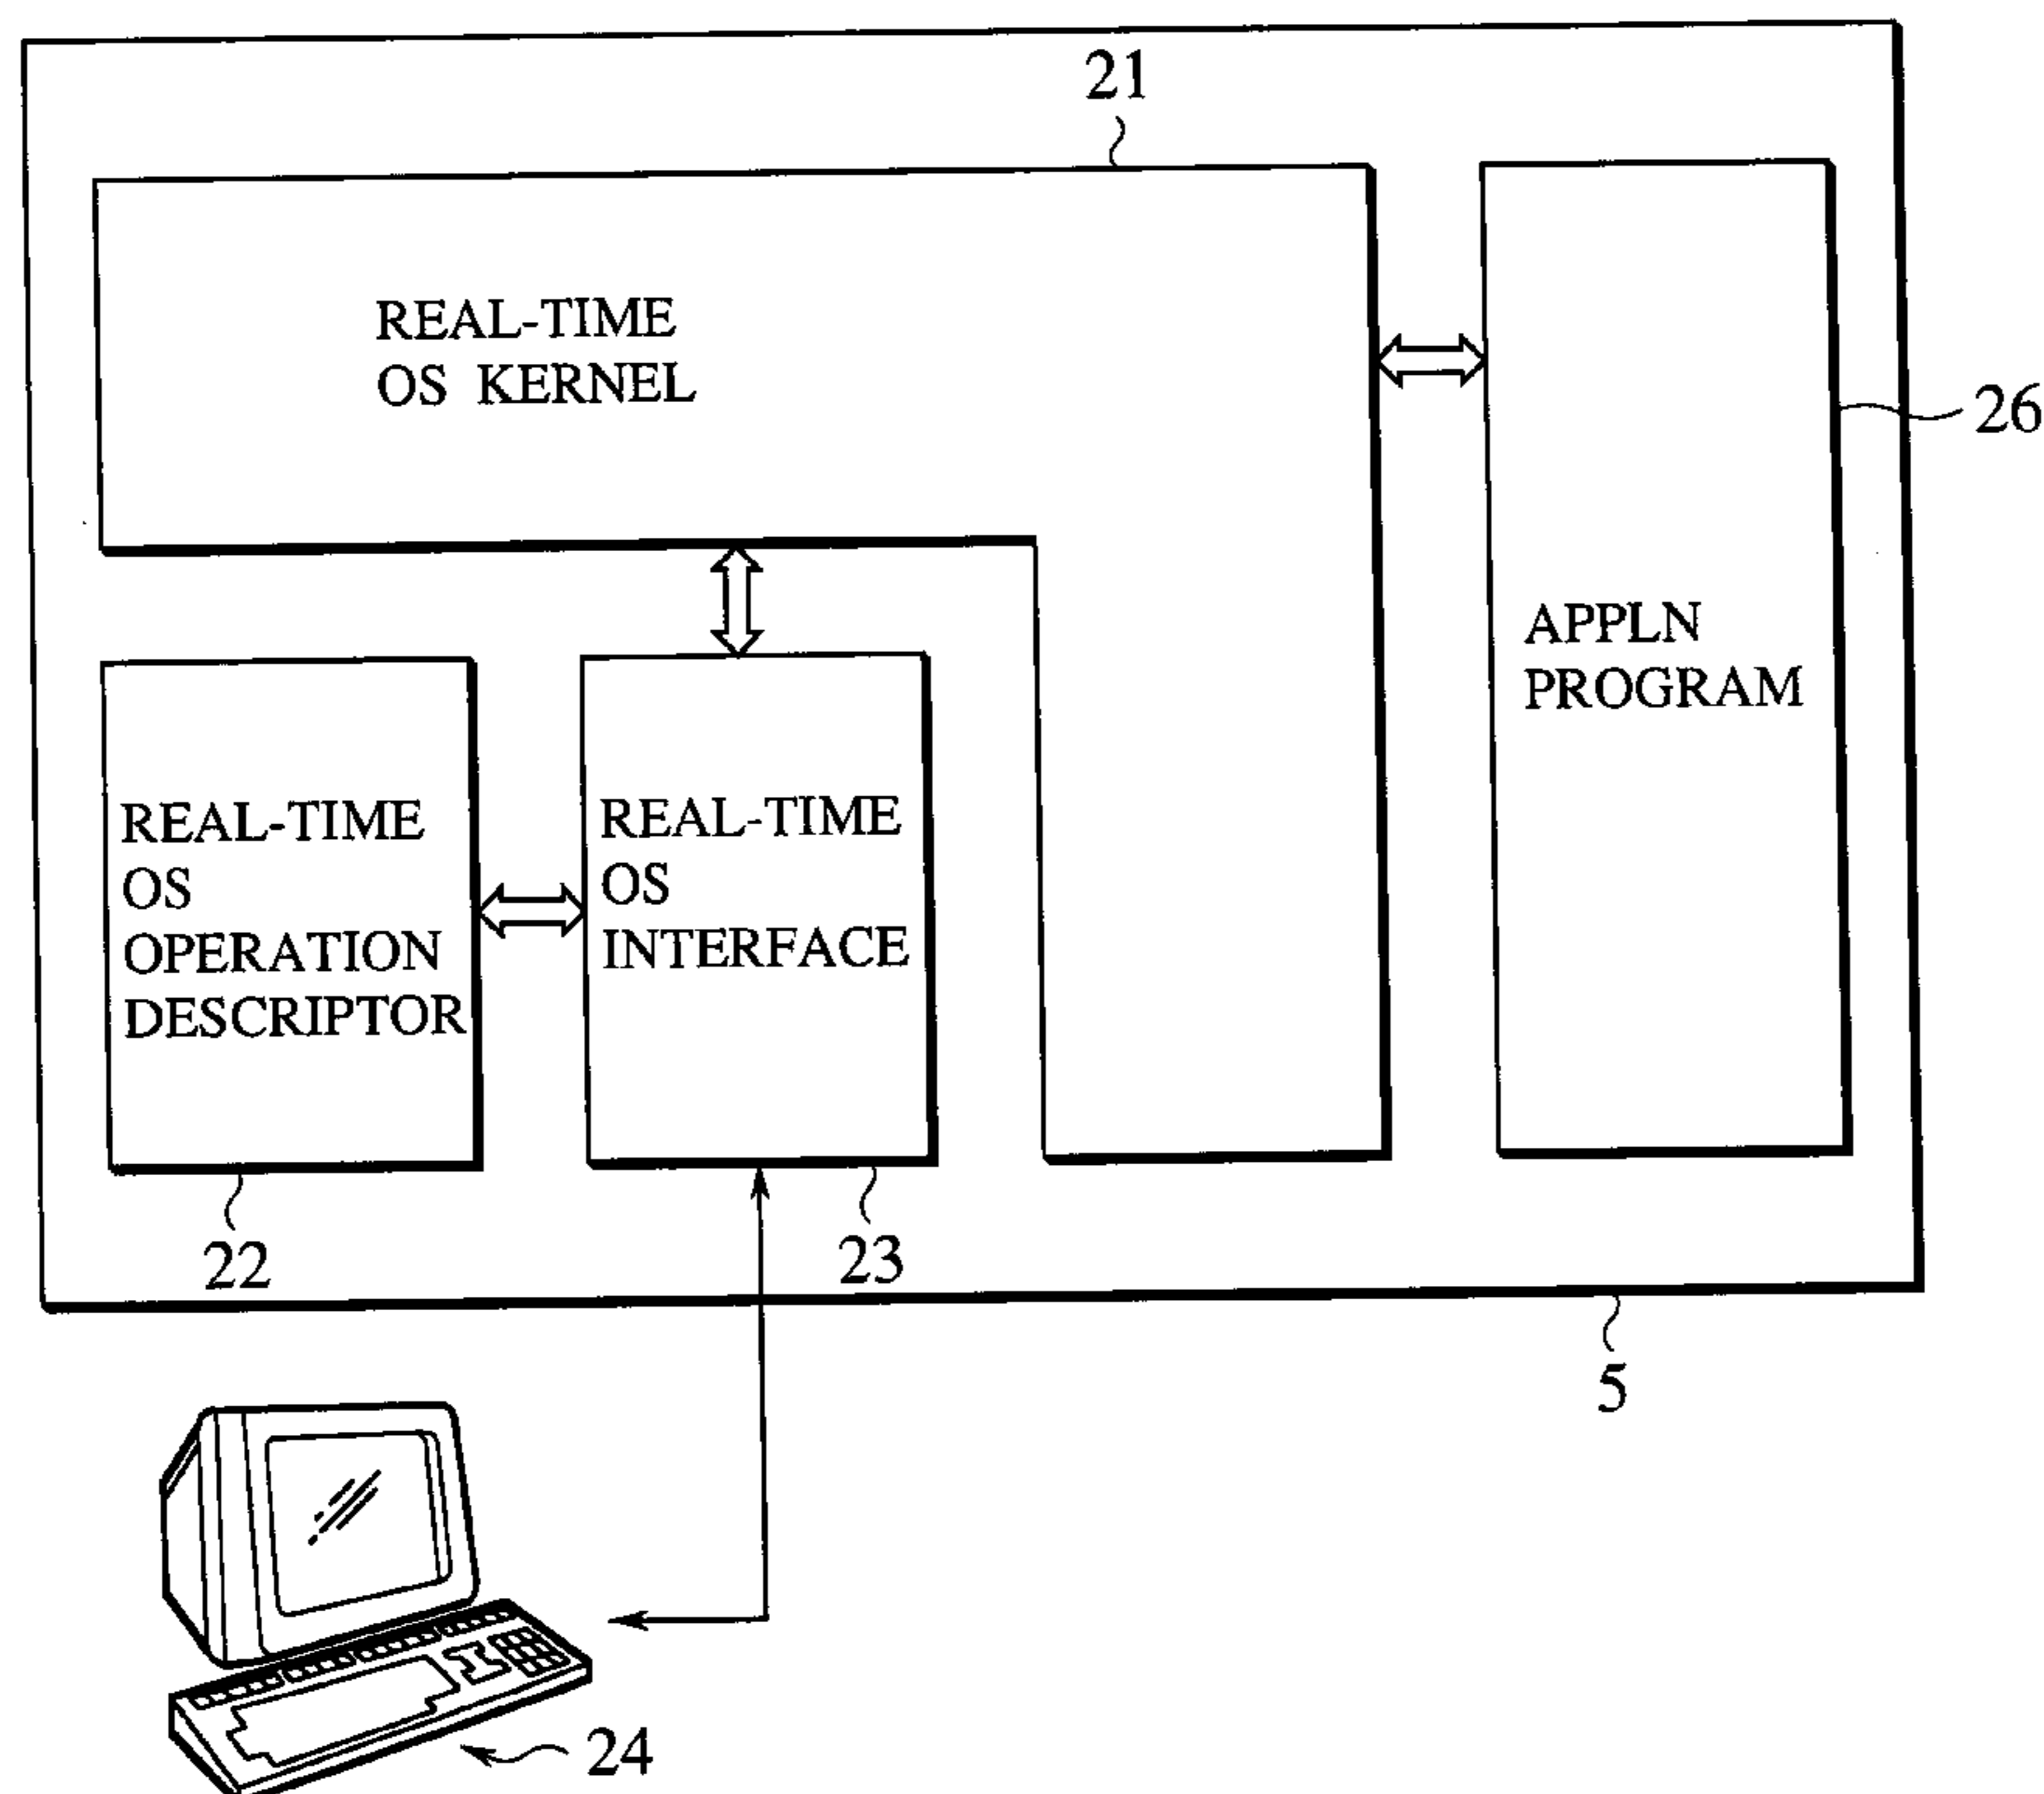 21
REAL-TIME
OS KERNEL
26
APPLN
PROGRAM
REAL-TIME
OS
OPERATION
DESCRIPTOR
REAL-TIME
OS
INTERFACE
22
23
5
24